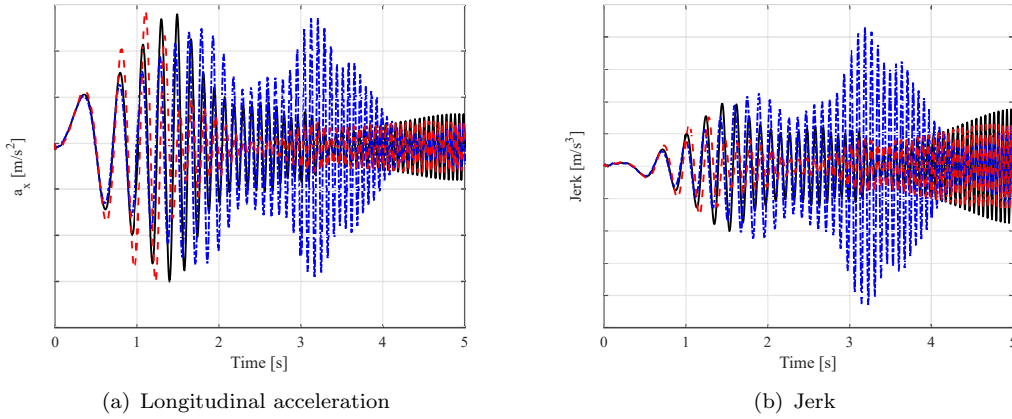 a_x [m/s^2]
0 1 2 3 4 5
Time [s]
(a) Longitudinal acceleration
Jerk [m/s^3]
0 1 2 3 4 5
Time [s]
(b) Jerk